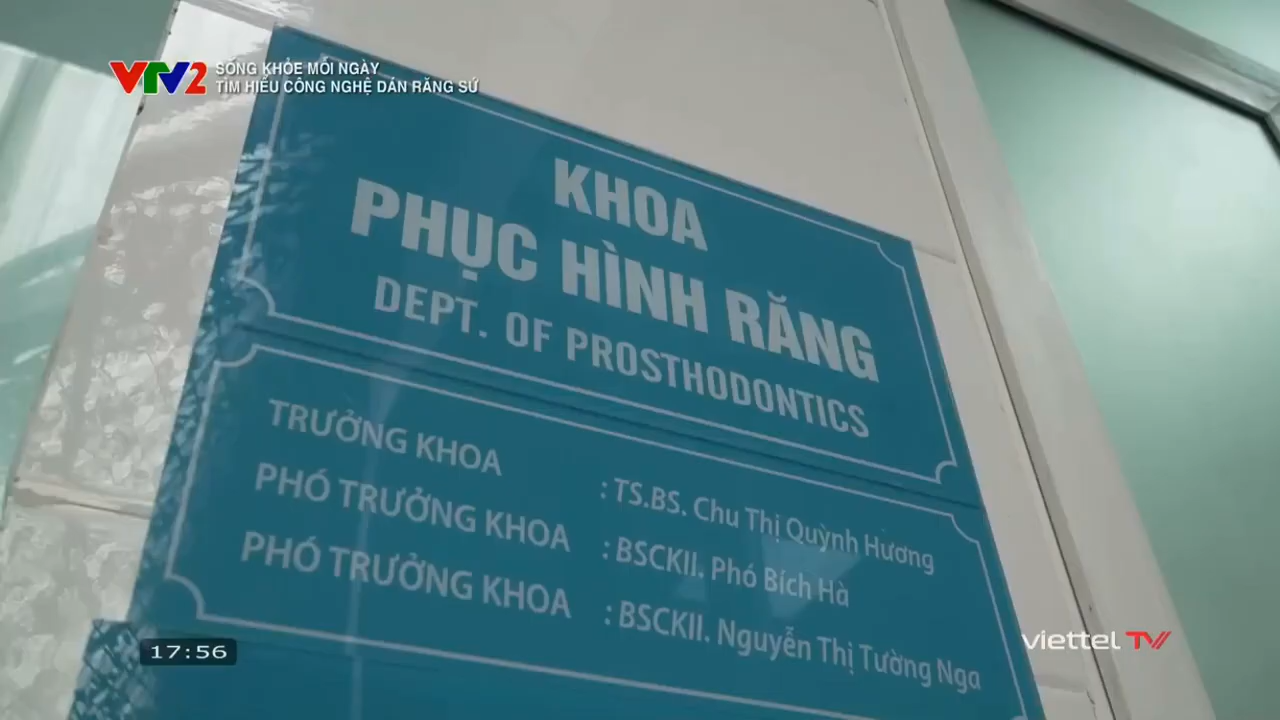 VTV2
SỐNG KHỎE MỖI NGÀY
TÌM HIỂU CÔNG NGHỆ DÁN RĂNG SỨ
KHOA
PHỤC HÌNH RĂNG
DEPT. OF PROSTHODONTICS
TRƯỞNG KHOA : TS.BS. Chu Thị Quỳnh Hương
PHÓ TRƯỞNG KHOA : BSCKII. Phó Bích Hà
PHÓ TRƯỞNG KHOA : BSCKII. Nguyễn Thị Tường Nga
17:56
viettel TV